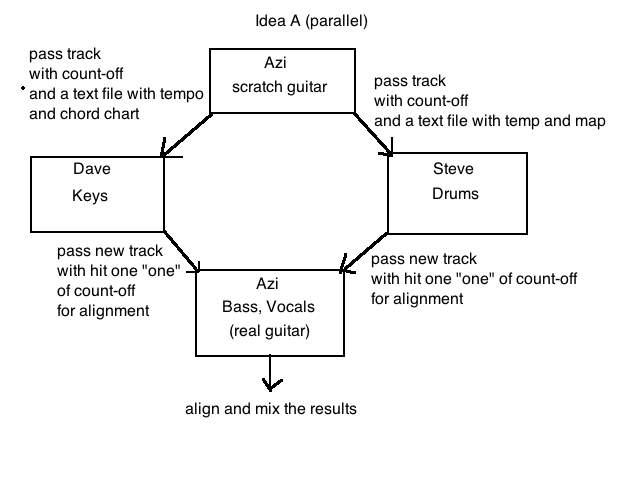 Idea A (parallel)
pass track
with count-off
and a text file with tempo
and chord chart
Azi
scratch guitar
pass track
with count-off
and a text file with temp and map
Dave
Keys
Steve
Drums
pass new track
with hit one "one"
of count-off
for alignment
Azi
Bass, Vocals
(real guitar)
pass new track
with hit one "one" of count-off
for alignment
align and mix the results